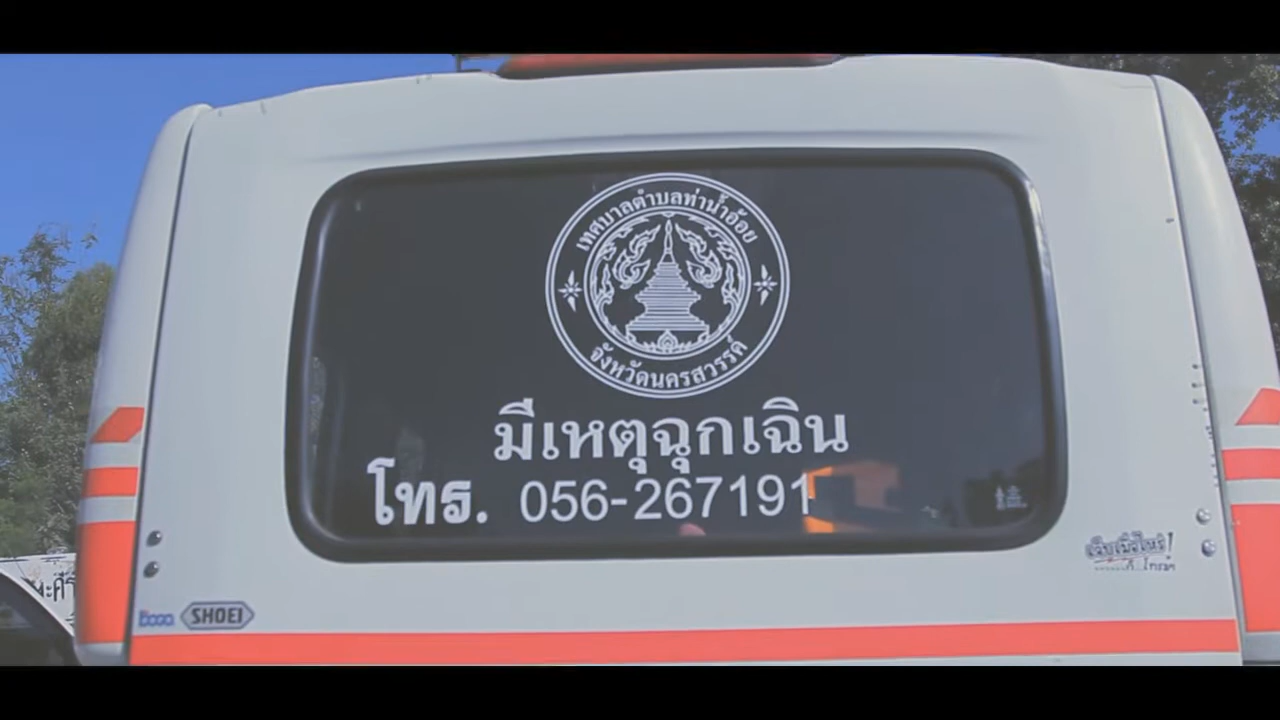 เทศบาลตำบลท่าน้ำอ้อย
จังหวัดนครสวรรค์
มีเหตุฉุกเฉิน
โทร. 056-267191
SHOEI